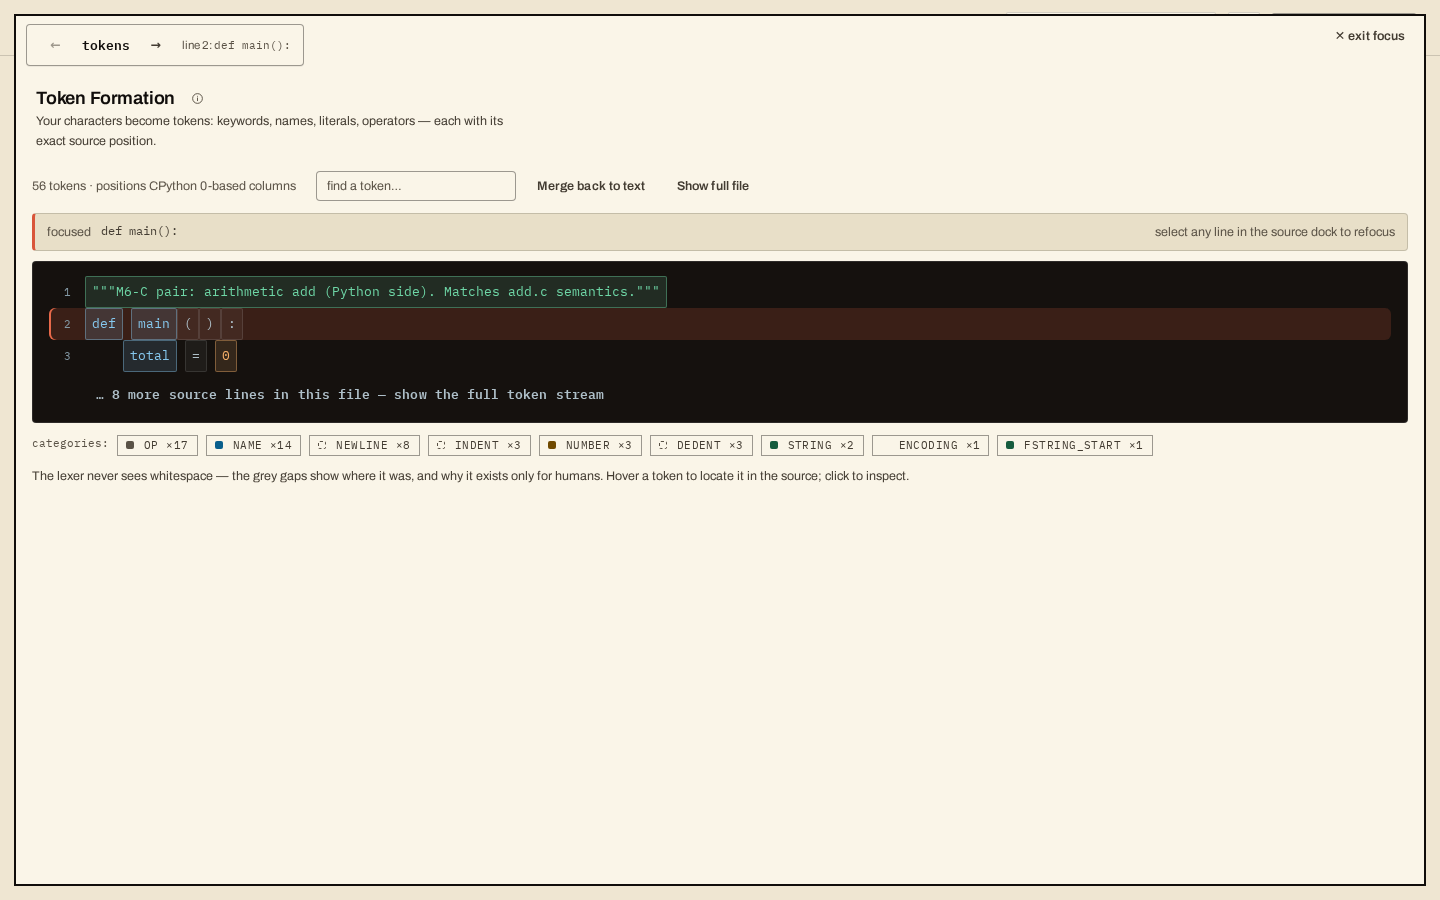 ← tokens → line 2: def main():
✕ exit focus
Token Formation
Your characters become tokens: keywords, names, literals, operators — each with its
exact source position.
56 tokens · positions CPython 0-based columns find a token... Merge back to text Show full file
focused def main(): select any line in the source dock to refocus
1 """M6-C pair: arithmetic add (Python side). Matches add.c semantics."""
2 def main ( ) :
3 total = 0
… 8 more source lines in this file — show the full token stream
categories: OP ×17 NAME ×14 NEWLINE ×8 INDENT ×3 NUMBER ×3 DEDENT ×3 STRING ×2 ENCODING ×1 FSTRING_START ×1
The lexer never sees whitespace — the grey gaps show where it was, and why it exists only for humans. Hover a token to locate it in the source; click to inspect.